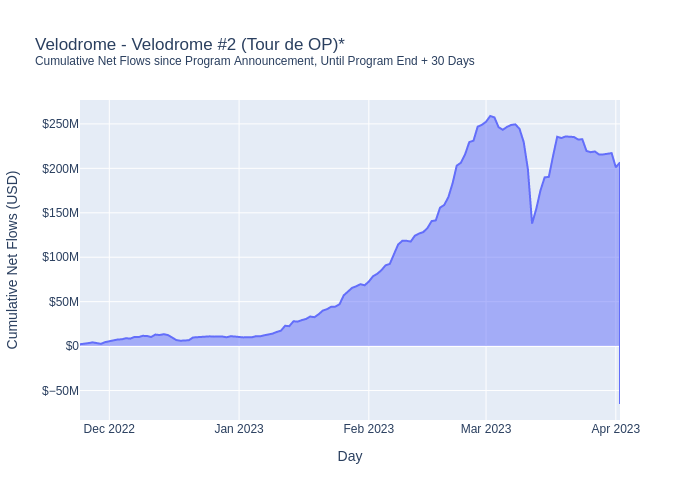 Velodrome - Velodrome #2 (Tour de OP)*
Cumulative Net Flows since Program Announcement, Until Program End + 30 Days
Cumulative Net Flows (USD)
$250M
$200M
$150M
$100M
$50M
$0
$−50M
Dec 2022
Jan 2023
Feb 2023
Mar 2023
Apr 2023
Day